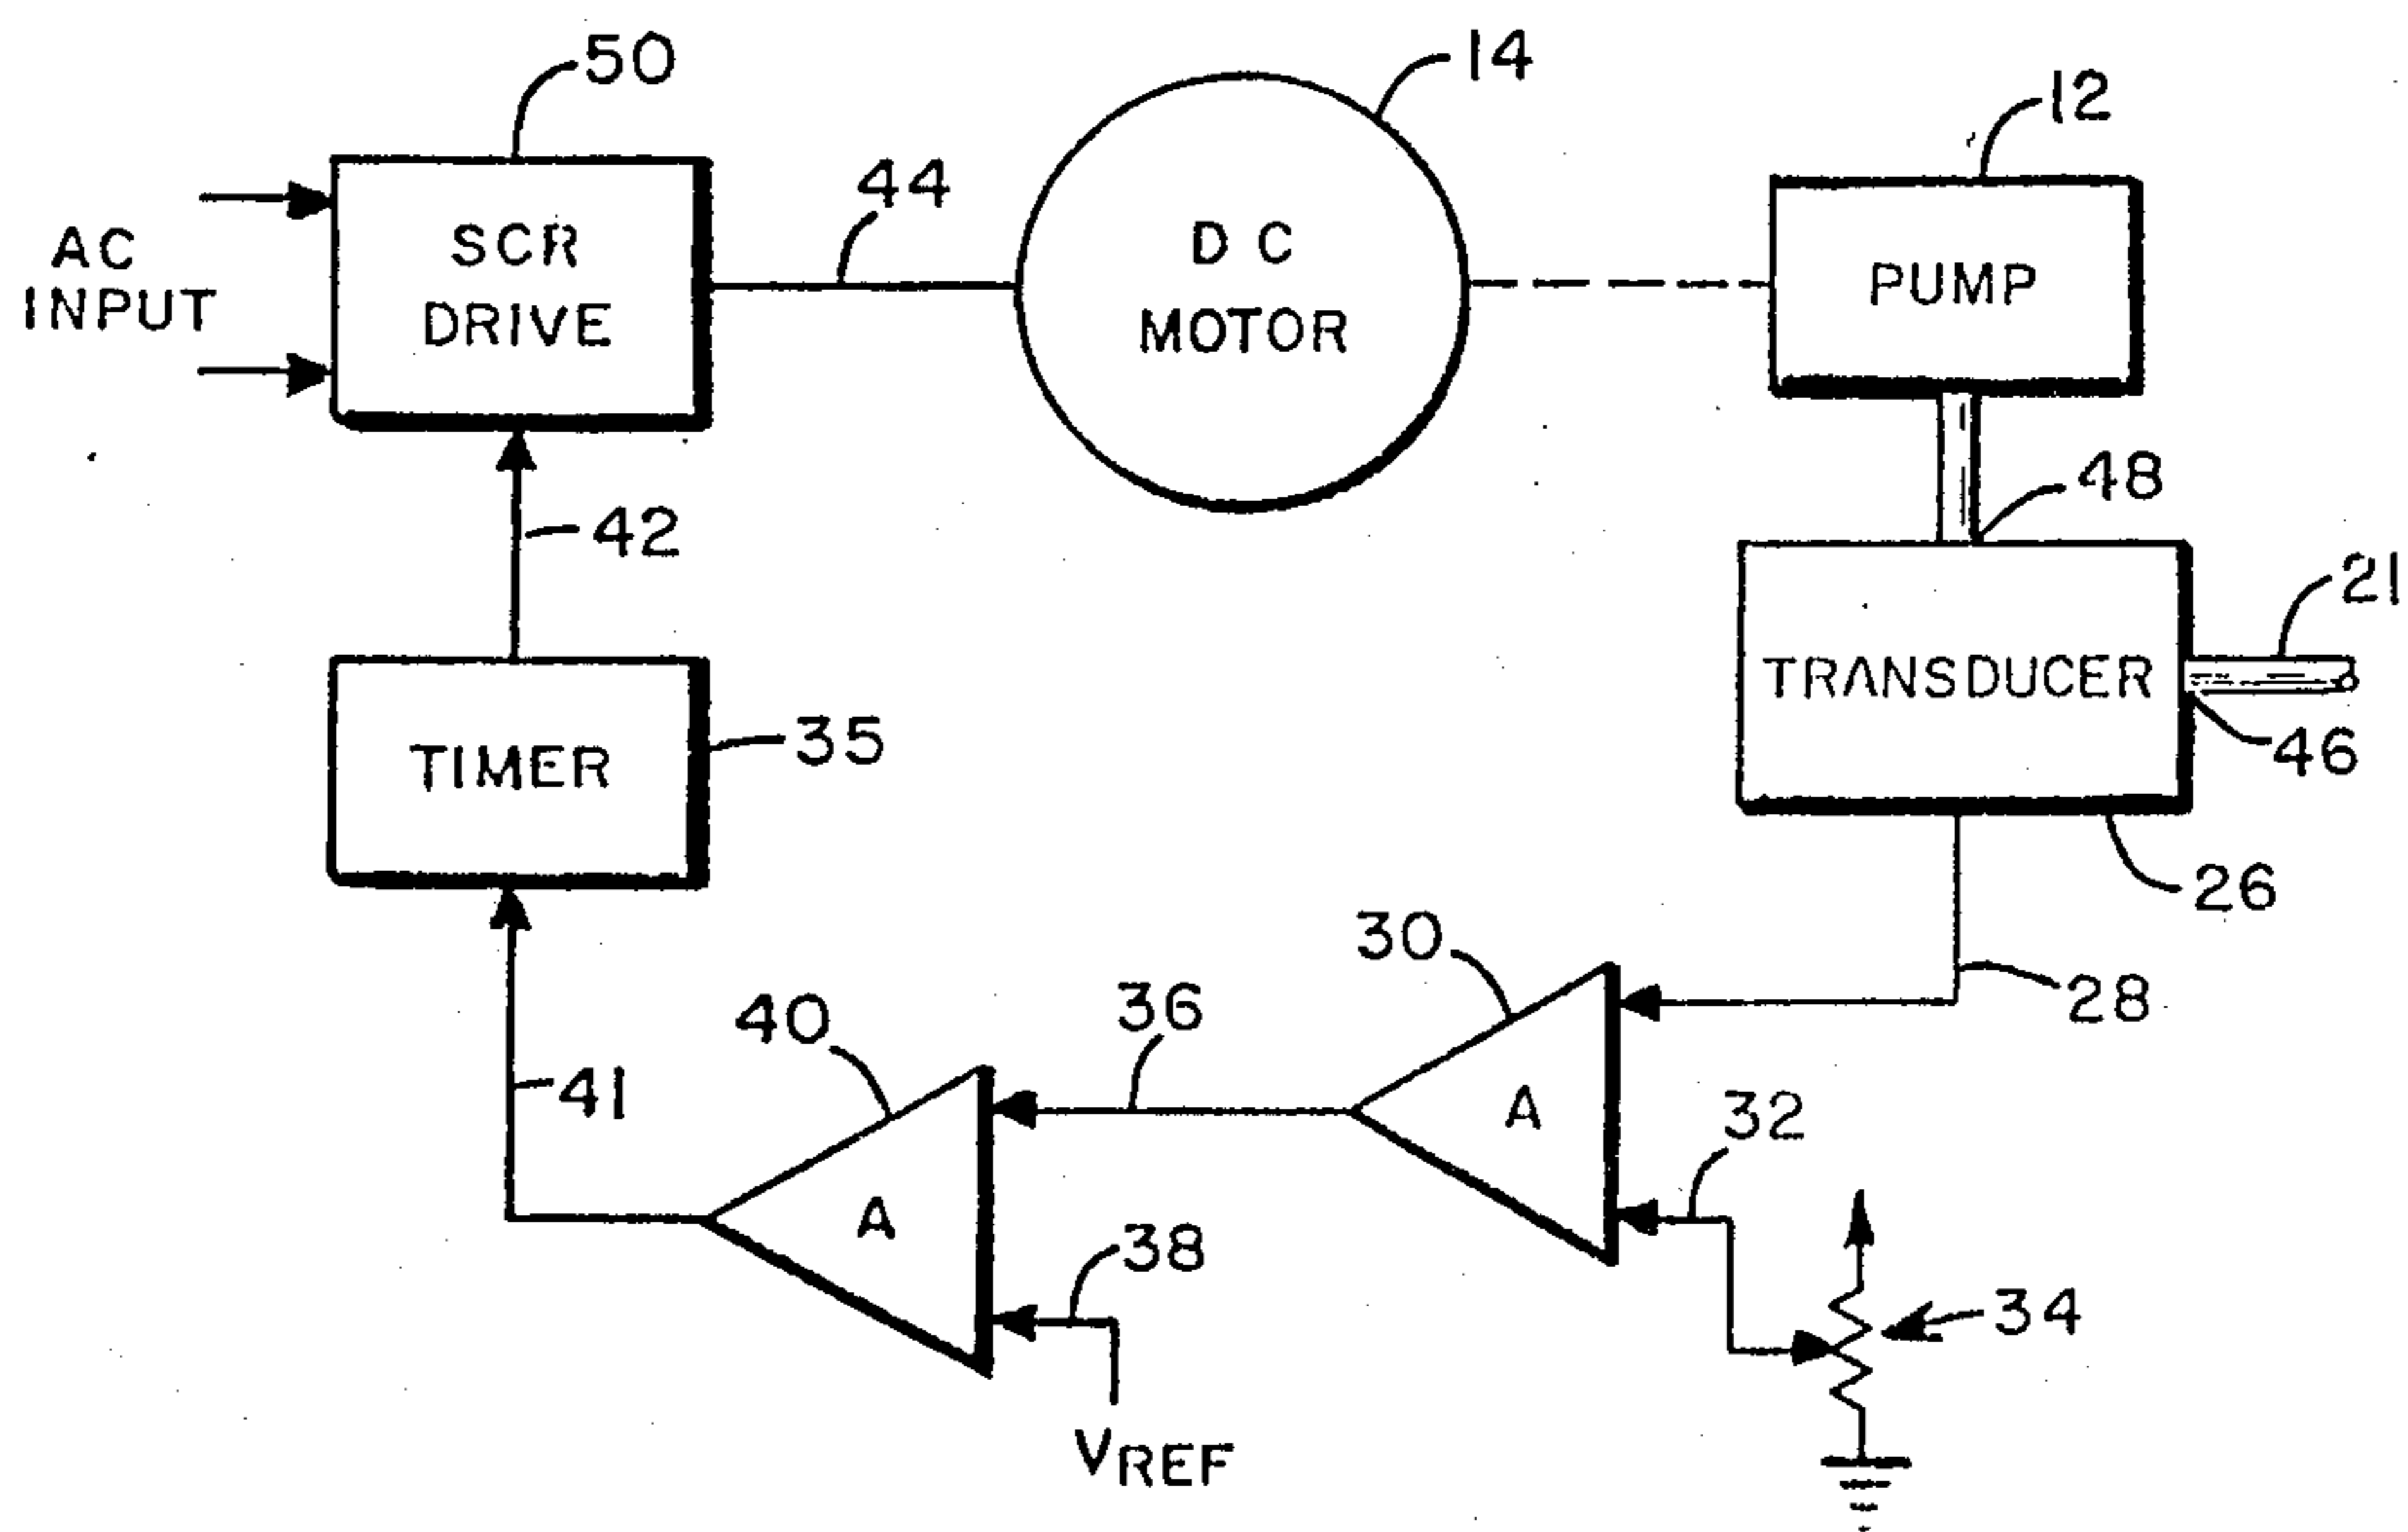 50
14
12
44
AC
INPUT
SCR
DRIVE
D C
MOTOR
PUMP
48
42
21
TRANSDUCER
TIMER
35
46
26
30
28
40
36
41
A
32
A
38
34
VREF